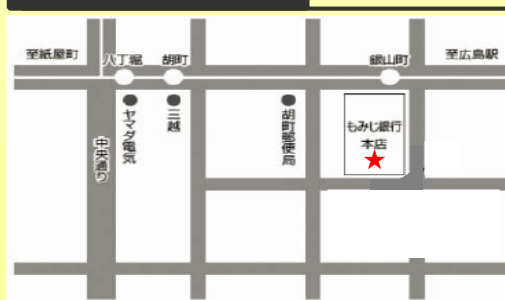 至紙屋町
八丁堀
胡町
銀山町
至広島駅
中央通り
ヤマダ電気
三越
胡町郵便局
もみじ銀行
本店